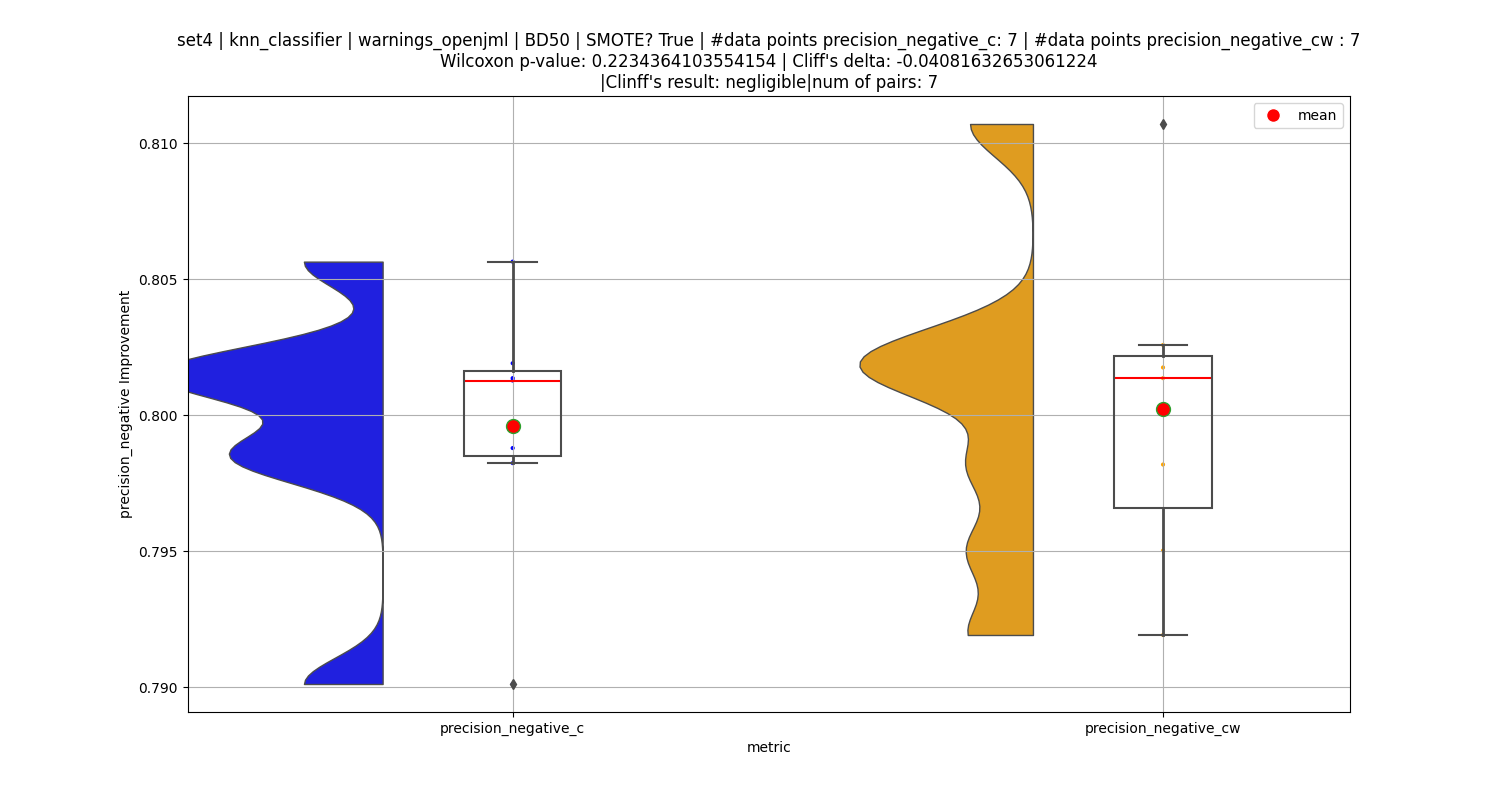 set4 | knn_classifier | warnings_openjml | BD50 | SMOTE? True | #data points precision_negative_c: 7 | #data points precision_negative_cw : 7
Wilcoxon p-value: 0.2234364103554154 | Cliff's delta: -0.04081632653061224
|Clinff's result: negligible|num of pairs: 7
mean
0.810
0.805
0.800
0.795
0.790
precision_negative Improvement
precision_negative_c
precision_negative_cw
metric